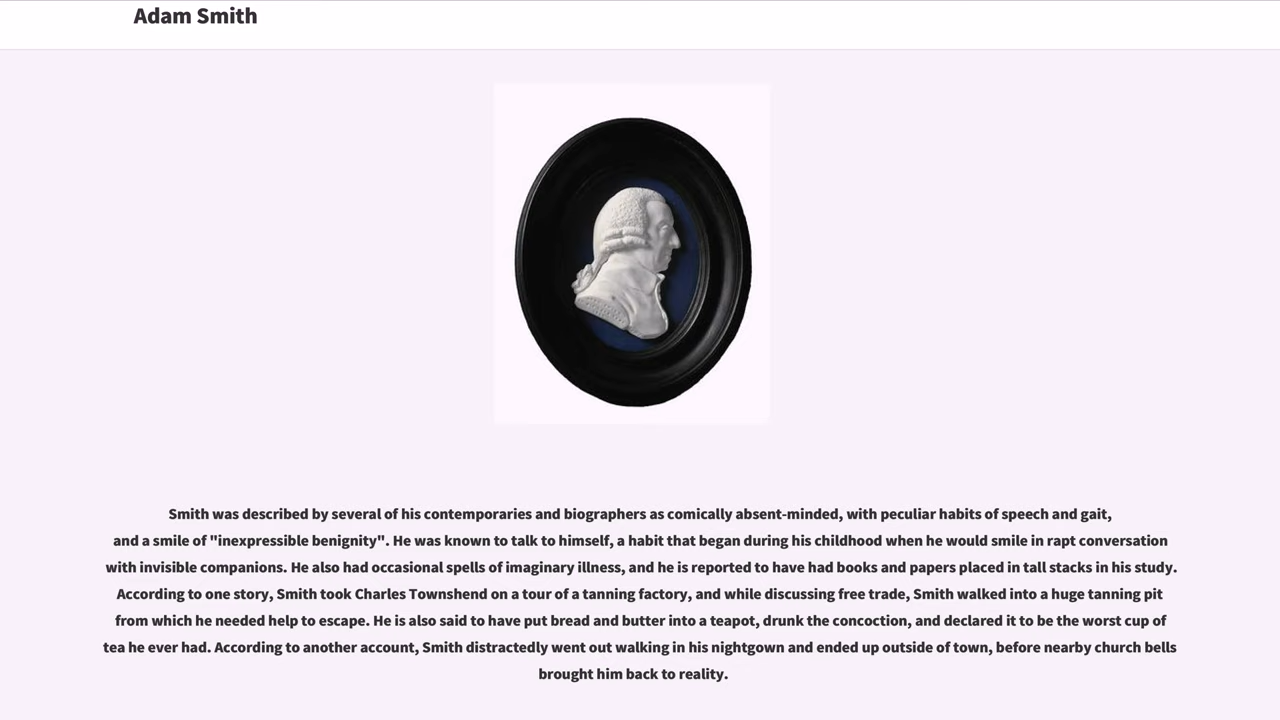 Adam Smith
Smith was described by several of his contemporaries and biographers as comically absent-minded, with peculiar habits of speech and gait,
and a smile of "inexpressible benignity". He was known to talk to himself, a habit that began during his childhood when he would smile in rapt conversation
with invisible companions. He also had occasional spells of imaginary illness, and he is reported to have had books and papers placed in tall stacks in his study.
According to one story, Smith took Charles Townshend on a tour of a tanning factory, and while discussing free trade, Smith walked into a huge tanning pit
from which he needed help to escape. He is also said to have put bread and butter into a teapot, drunk the concoction, and declared it to be the worst cup of
tea he ever had. According to another account, Smith distractedly went out walking in his nightgown and ended up outside of town, before nearby church bells
brought him back to reality.